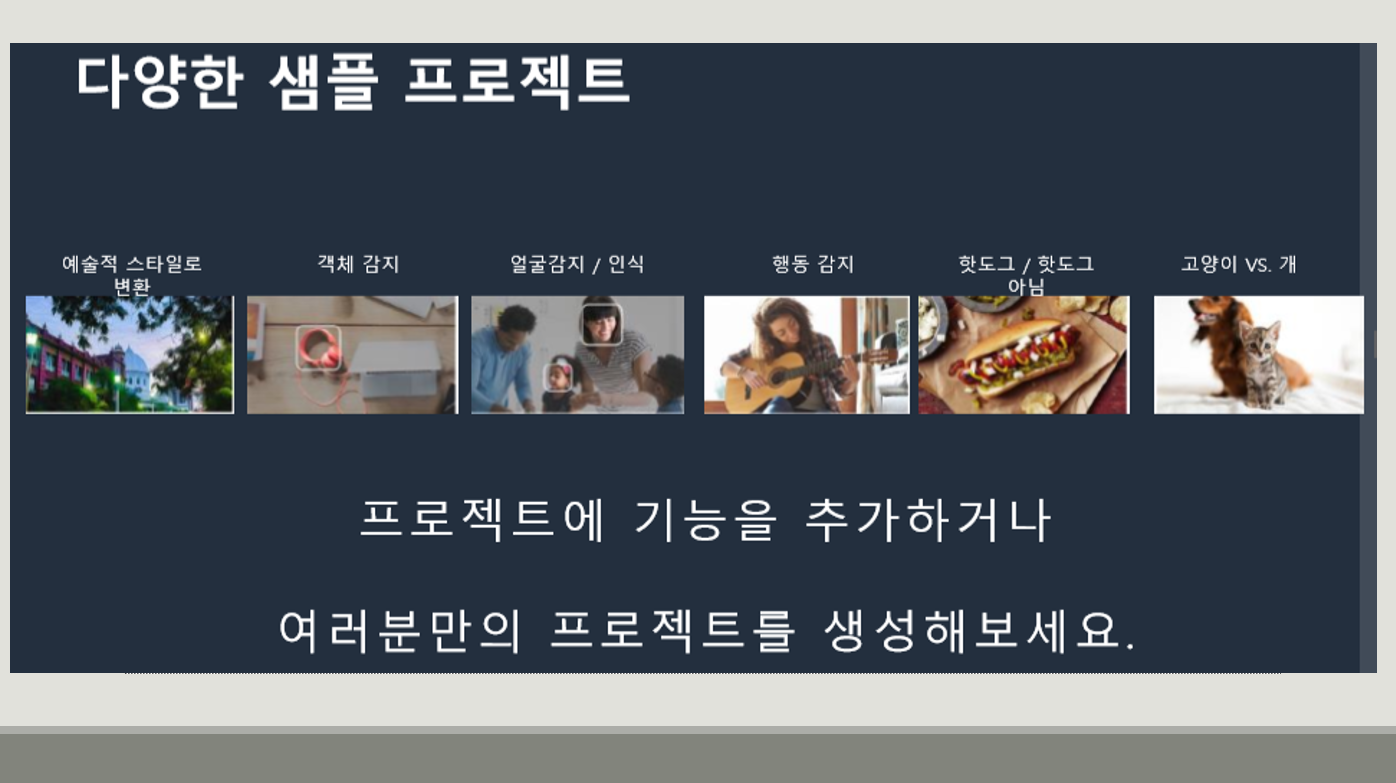 다양한 샘플 프로젝트
예술적 스타일로
변환
객체 감지
얼굴감지 / 인식
행동 감지
핫도그 / 핫도그
아님
고양이 VS. 개
프로젝트에 기능을 추가하거나
여러분만의 프로젝트를 생성해보세요.